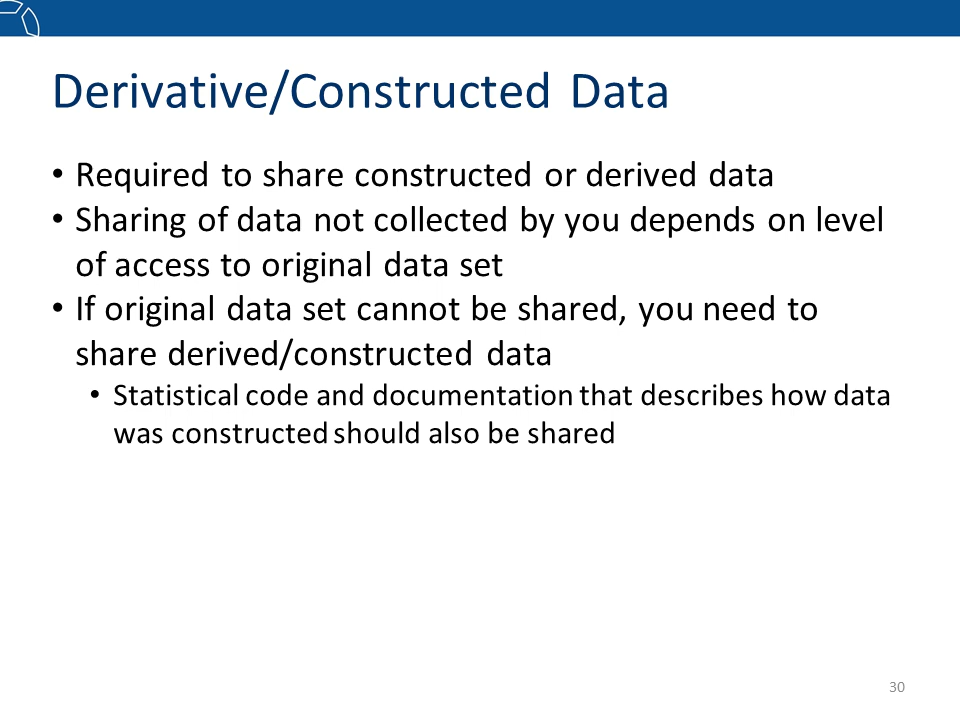 Derivative/Constructed Data
• Required to share constructed or derived data
• Sharing of data not collected by you depends on level
of access to original data set
• If original data set cannot be shared, you need to
share derived/constructed data
• Statistical code and documentation that describes how data
was constructed should also be shared
30